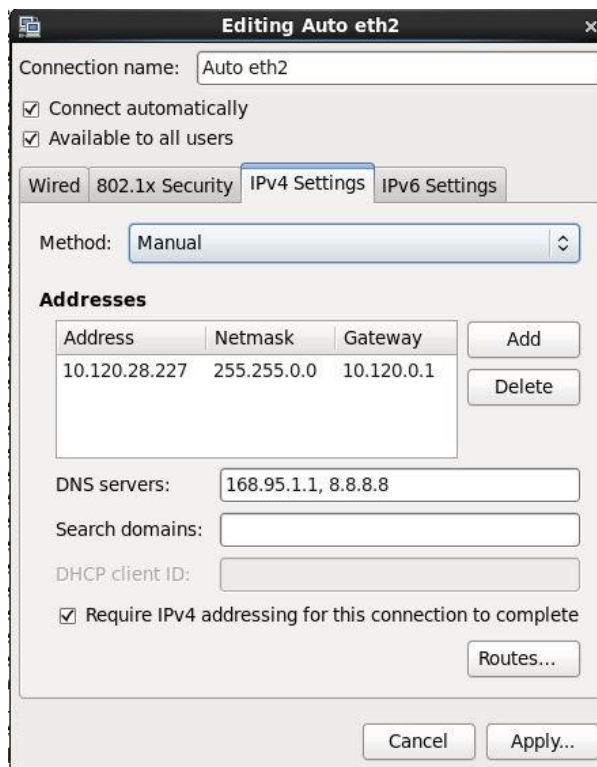 Editing Auto eth2
Connection name: Auto eth2
Connect automatically
Available to all users
Wired 802.1x Security IPv4 Settings IPv6 Settings
Method: Manual
Addresses
Address Netmask Gateway Add
10.120.28.227 255.255.0.0 10.120.0.1
Delete
DNS servers: 168.95.1.1, 8.8.8.8
Search domains:
DHCP client ID:
Require IPv4 addressing for this connection to complete
Routes...
Cancel Apply...